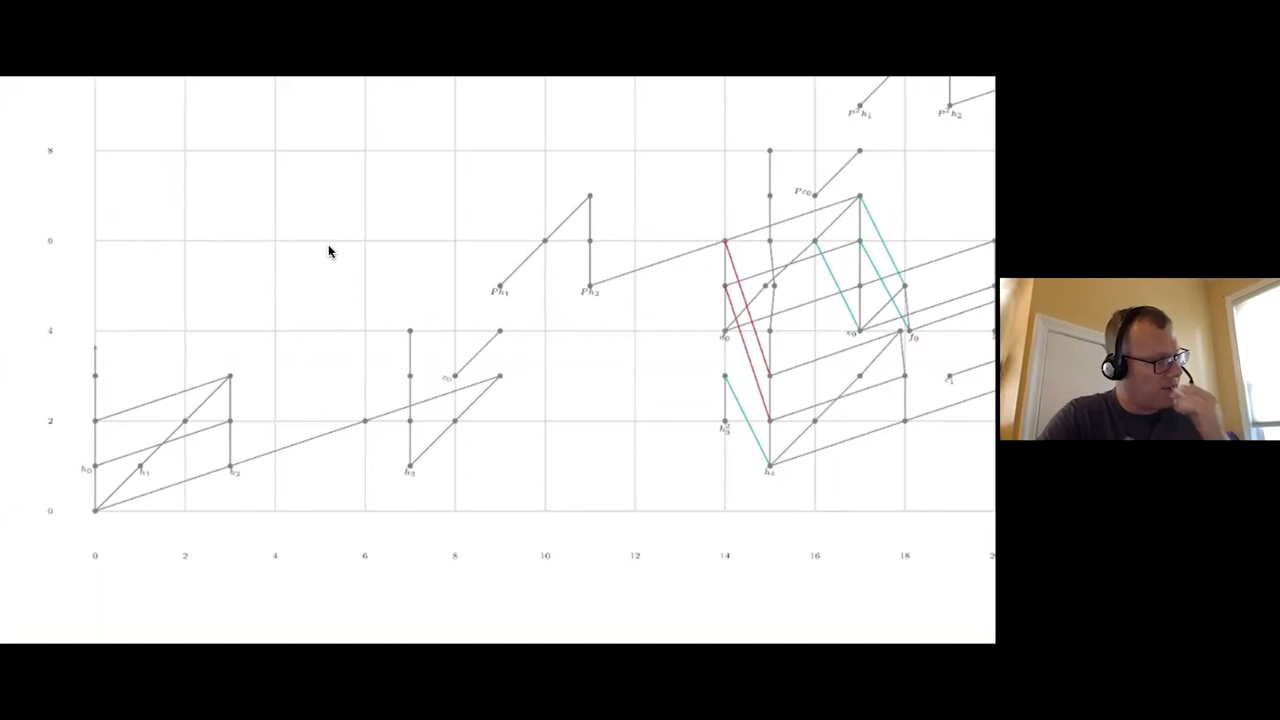 P²h₁ P²h₂
8
Pc₀
6
Ph₁ Ph₂
4 d₀ e₀ f₀
c₀ c₁
2 h₃²
h₀ h₁ h₂ h₃ h₄
0
0 2 4 6 8 10 12 14 16 18